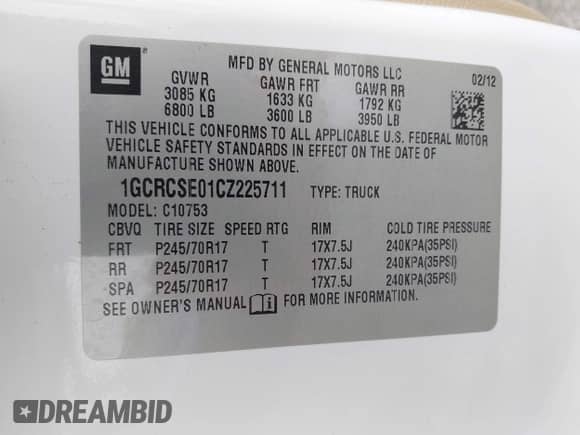 GM
MFD BY GENERAL MOTORS LLC
02/12
GVWR GAWR FRT GAWR RR
3085 KG 1633 KG 1792 KG
6800 LB 3600 LB 3950 LB
THIS VEHICLE CONFORMS TO ALL APPLICABLE U.S. FEDERAL MOTOR
VEHICLE SAFETY STANDARDS IN EFFECT ON THE DATE OF
MANUFACTURE SHOWN ABOVE.
1GCRCSE01CZ225711 TYPE: TRUCK
MODEL: C10753
CBVQ TIRE SIZE SPEED RTG RIM COLD TIRE PRESSURE
FRT P245/70R17 T 17X7.5J 240KPA(35PSI)
RR P245/70R17 T 17X7.5J 240KPA(35PSI)
SPA P245/70R17 T 17X7.5J 240KPA(35PSI)
SEE OWNER'S MANUAL FOR MORE INFORMATION.
DREAMBID